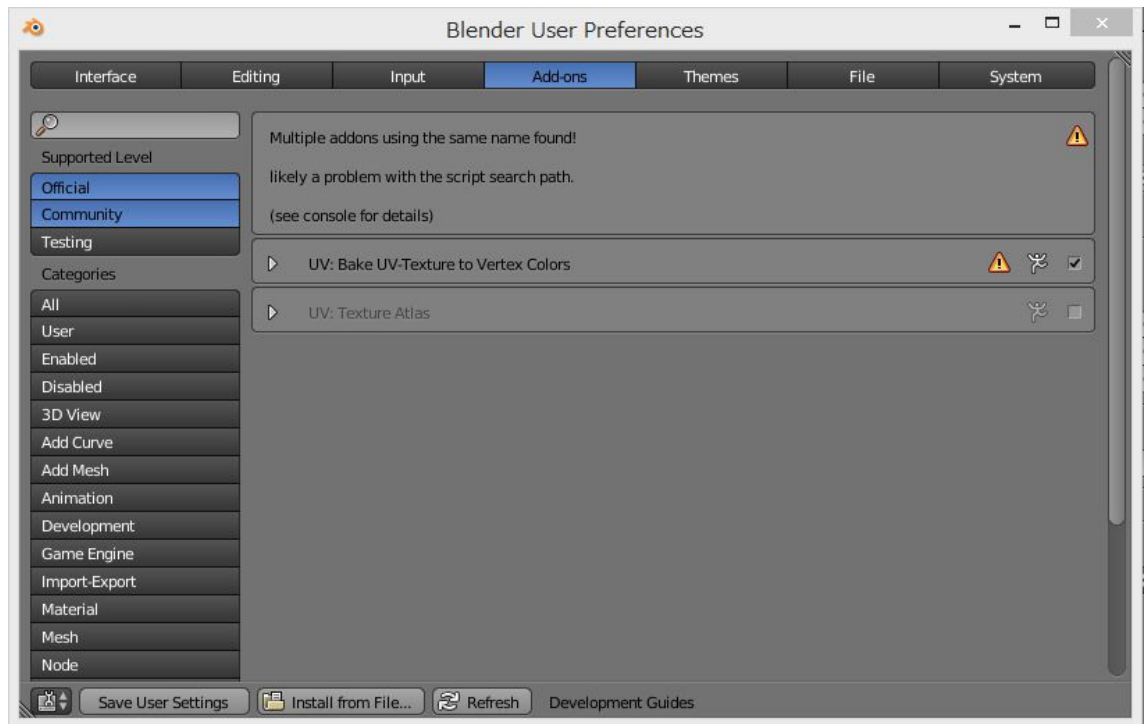 Blender User Preferences
Interface Editing Input Add-ons Themes File System
Supported Level
Official
Community
Testing
Categories
All
User
Enabled
Disabled
3D View
Add Curve
Add Mesh
Animation
Development
Game Engine
Import-Export
Material
Mesh
Node
Multiple addons using the same name found!
likely a problem with the script search path.
(see console for details)
UV: Bake UV-Texture to Vertex Colors
UV: Texture Atlas
Save User Settings Install from File... Refresh Development Guides